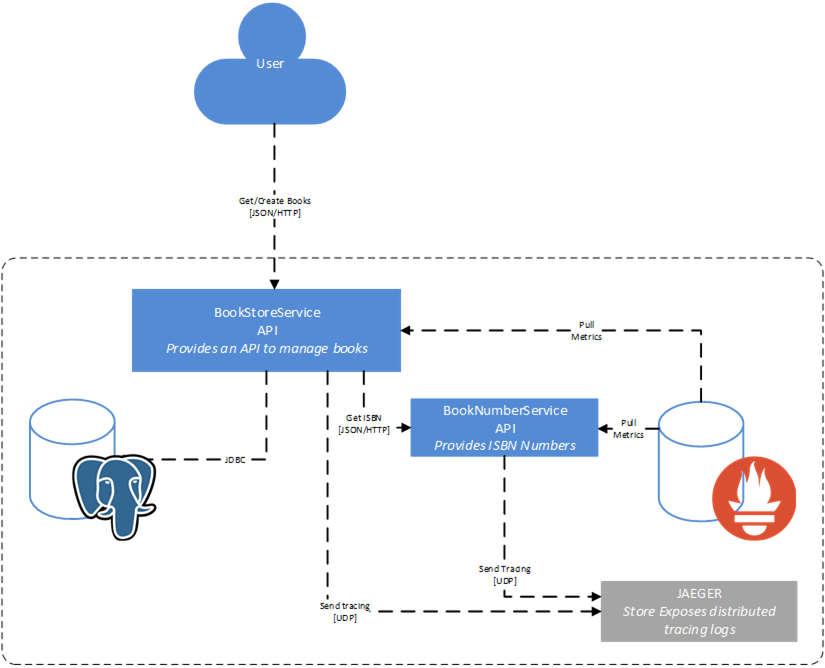 User
Get/Create Books
[JSON/HTTP]
BookStoreService
API
Provides an API to manage books
Pull
Metrics
Get ISBN
[JSON/HTTP]
BookNumberService
API
Provides ISBN Numbers
Pull
Metrics
JDBC
Send Tracing
[UDP]
Send tracing
[UDP]
JAEGER
Store Exposes distributed
tracing logs